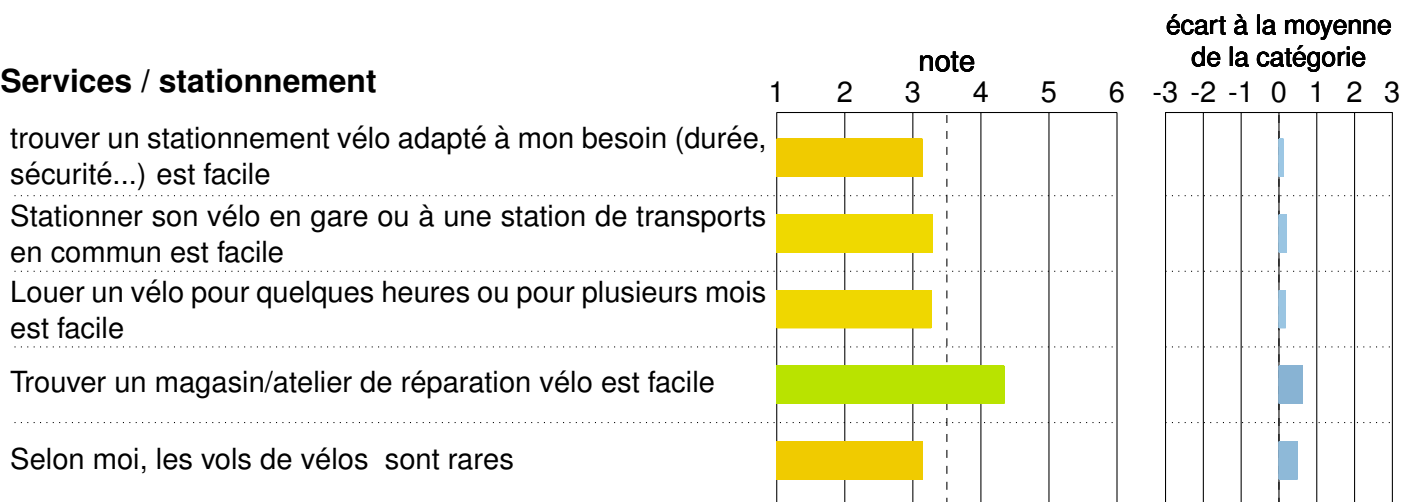 écart à la moyenne
note de la catégorie
Services / stationnement
1 2 3 4 5 6 -3 -2 -1 0 1 2 3
trouver un stationnement vélo adapté à mon besoin (durée,
sécurité...) est facile
Stationner son vélo en gare ou à une station de transports
en commun est facile
Louer un vélo pour quelques heures ou pour plusieurs mois
est facile
Trouver un magasin/atelier de réparation vélo est facile
Selon moi, les vols de vélos sont rares